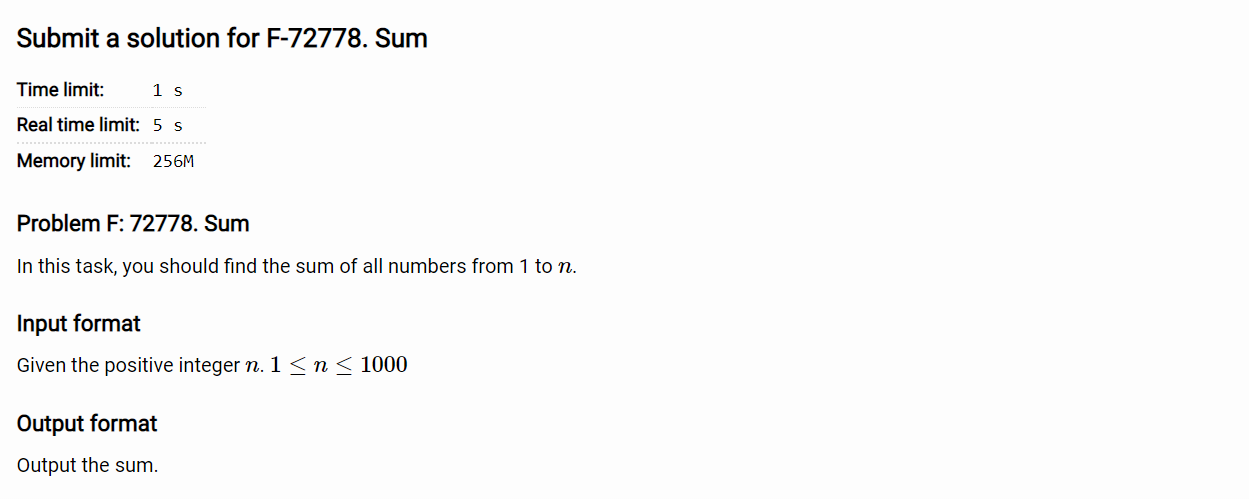 Submit a solution for F-72778. Sum
Time limit: 1 s
Real time limit: 5 s
Memory limit: 256M
Problem F: 72778. Sum
In this task, you should find the sum of all numbers from 1 to n.
Input format
Given the positive integer n. 1 ≤ n ≤ 1000
Output format
Output the sum.